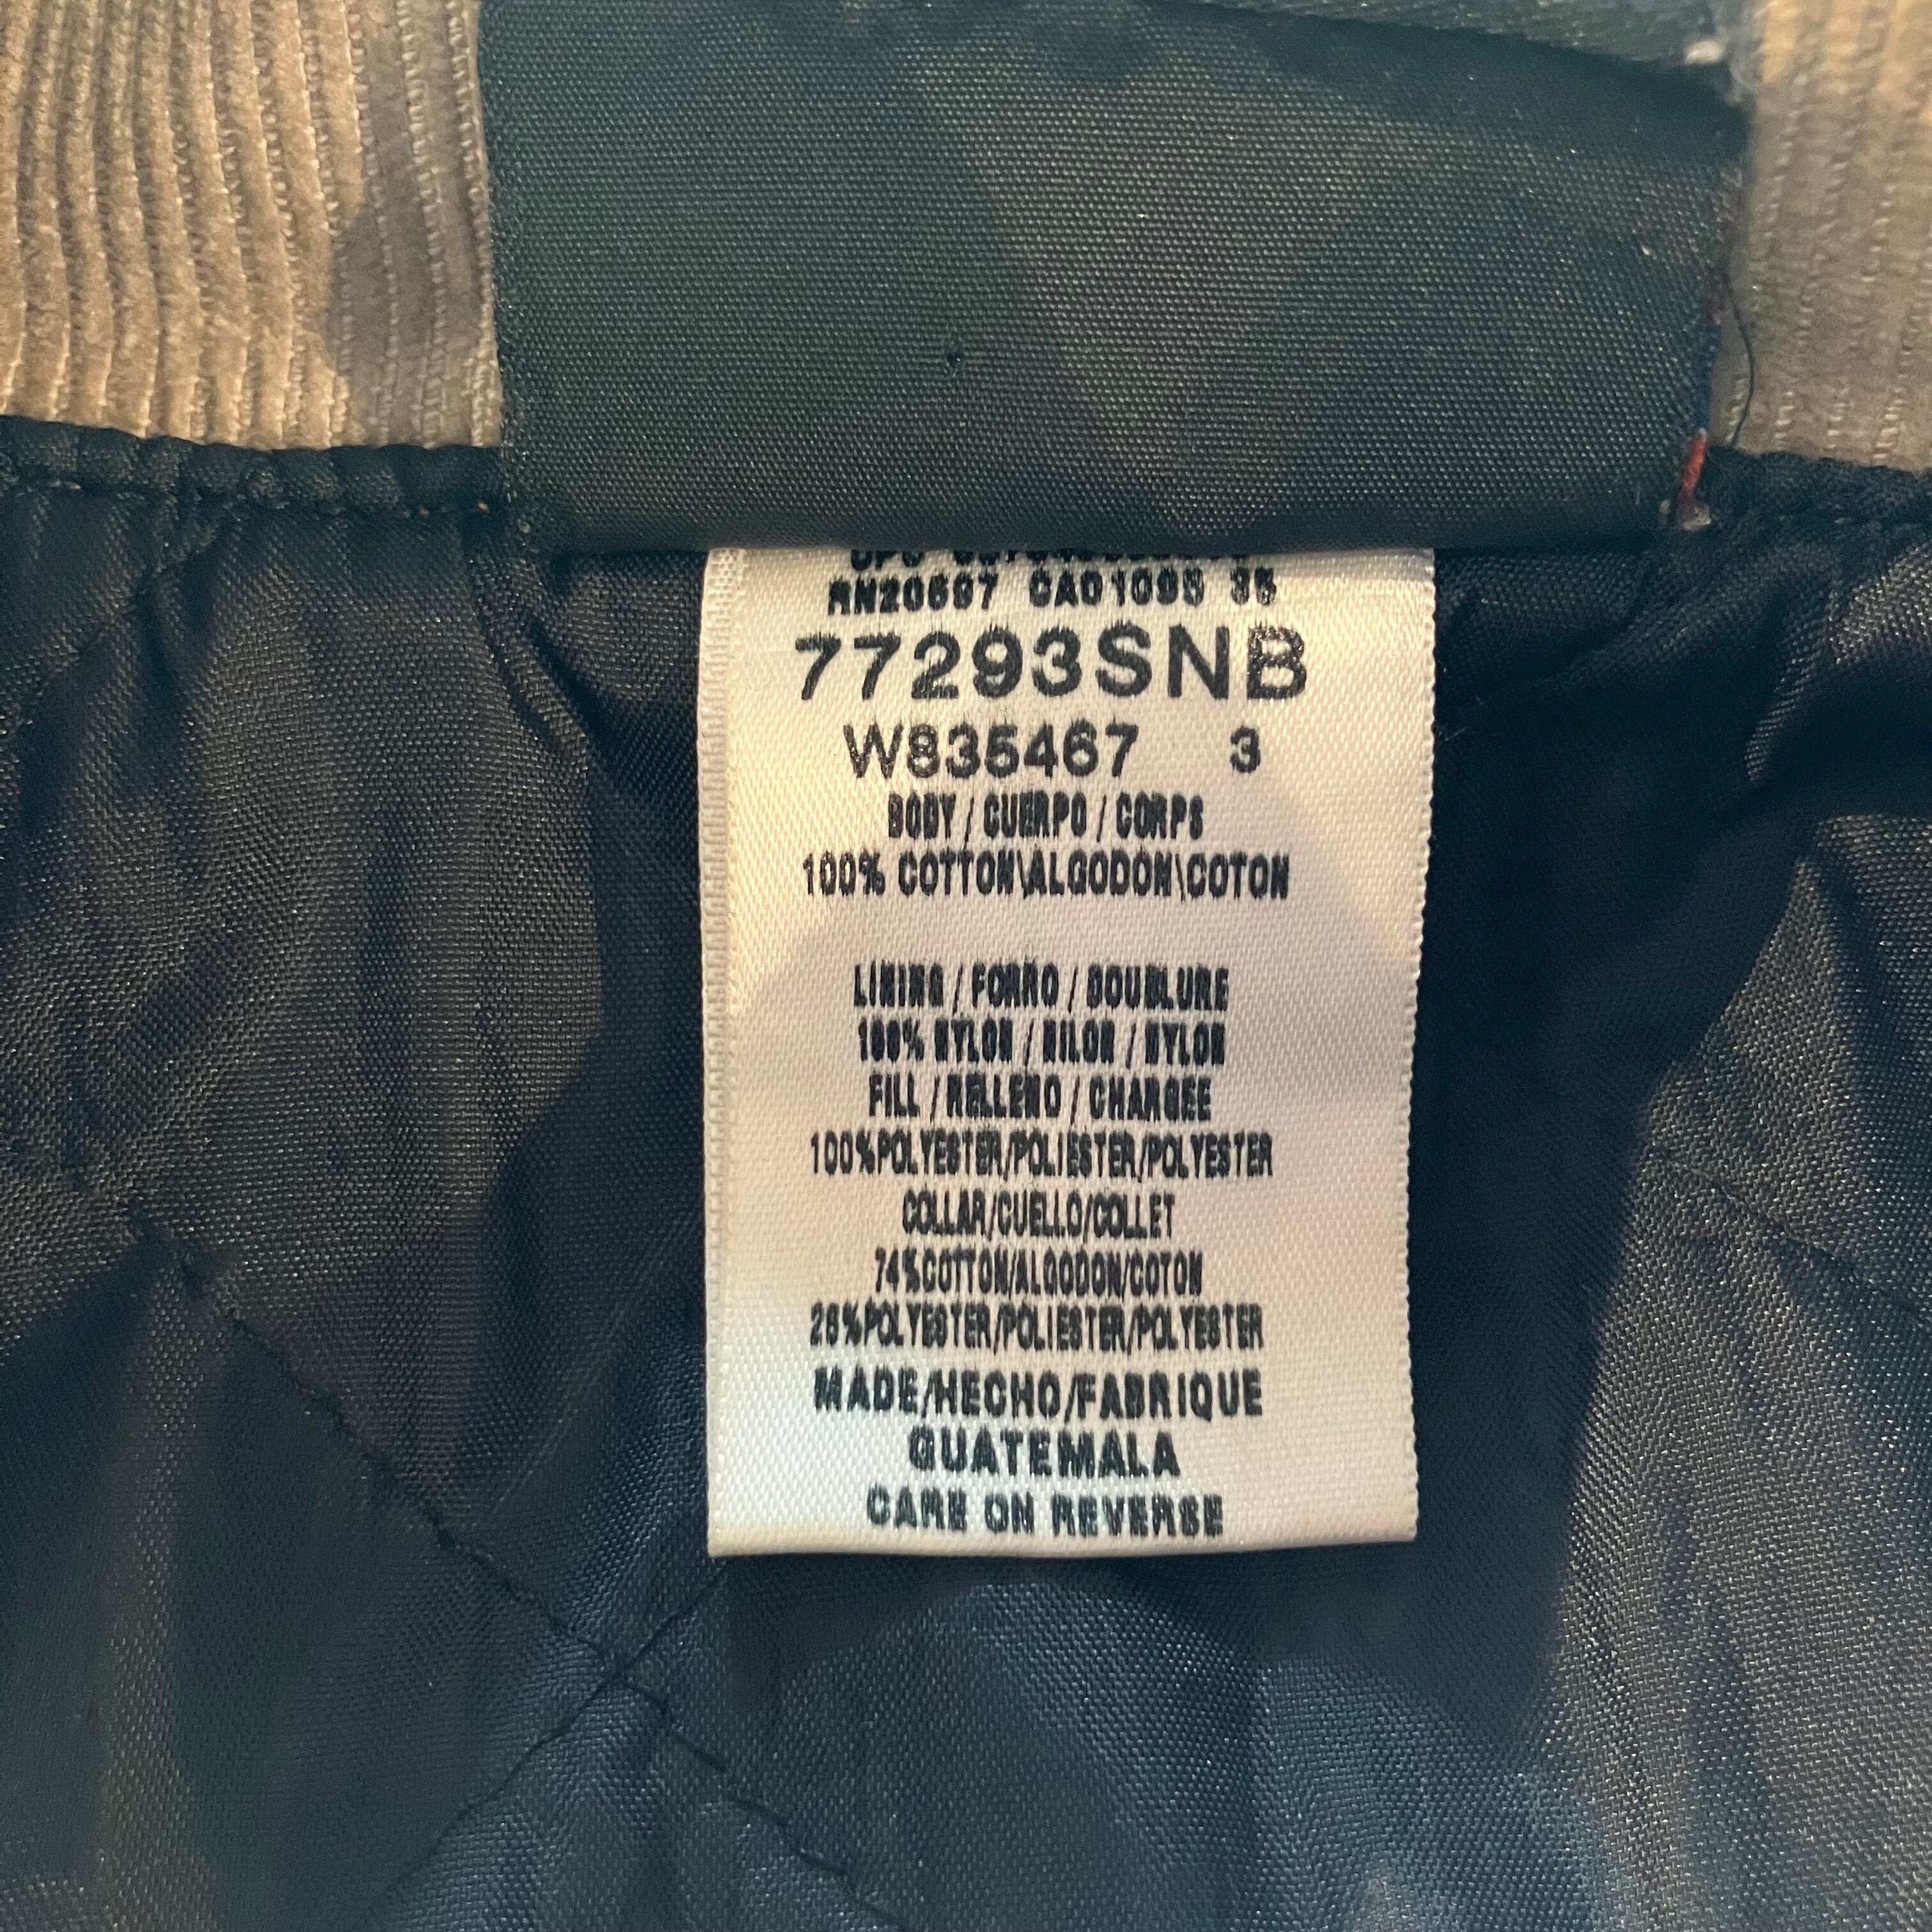 RN20697 CA01095 35
77293SNB
W835467 3
BODY / CUERPO / CORPS
100% COTTON\ALGODON\COTON
LINING / FORRO / DOUBLURE
100% NYLON / NILON / NYLON
FILL / RELLENO / CHARGEE
100%POLYESTER/POLIESTER/POLYESTER
COLLAR/CUELLO/COLLET
74%COTTON/ALGODON/COTON
26%POLYESTER/POLIESTER/POLYESTER
MADE/HECHO/FABRIQUE
GUATEMALA
CARE ON REVERSE